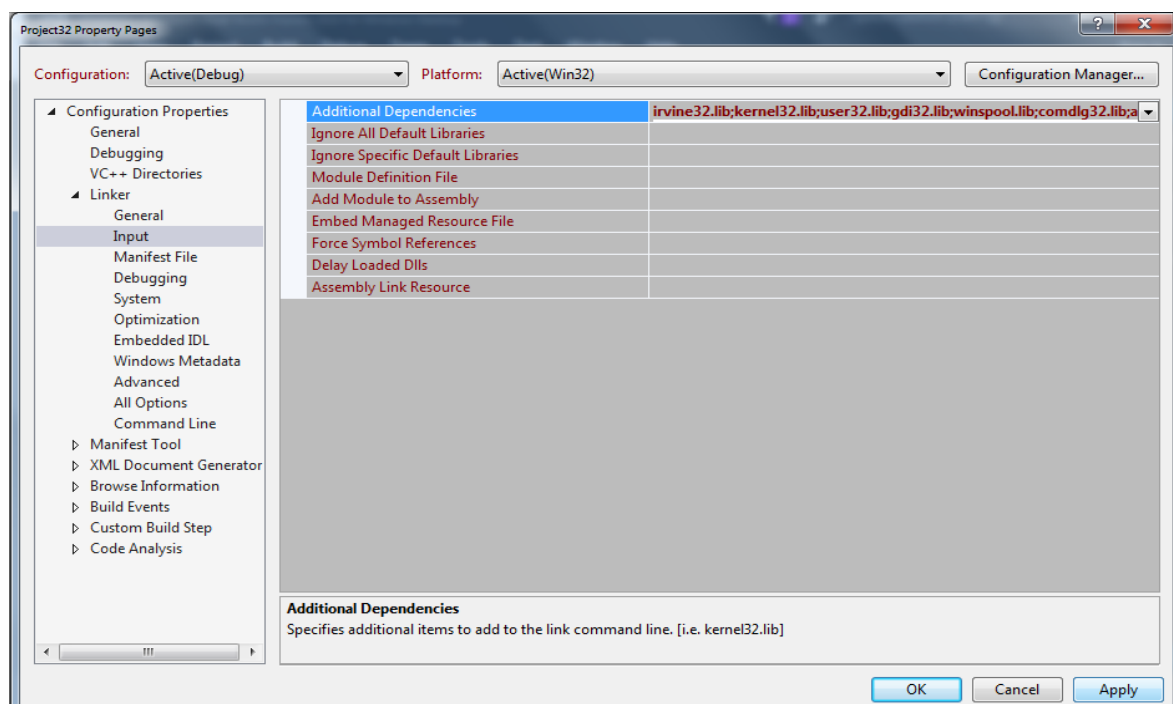 Project32 Property Pages
Configuration: Active(Debug) Platform: Active(Win32) Configuration Manager...
Configuration Properties
General
Debugging
VC++ Directories
Linker
General
Input
Manifest File
Debugging
System
Optimization
Embedded IDL
Windows Metadata
Advanced
All Options
Command Line
Manifest Tool
XML Document Generator
Browse Information
Build Events
Custom Build Step
Code Analysis
Additional Dependencies irvine32.lib;kernel32.lib;user32.lib;gdi32.lib;winspool.lib;comdlg32.lib;a
Ignore All Default Libraries
Ignore Specific Default Libraries
Module Definition File
Add Module to Assembly
Embed Managed Resource File
Force Symbol References
Delay Loaded Dlls
Assembly Link Resource
Additional Dependencies
Specifies additional items to add to the link command line. [i.e. kernel32.lib]
OK Cancel Apply